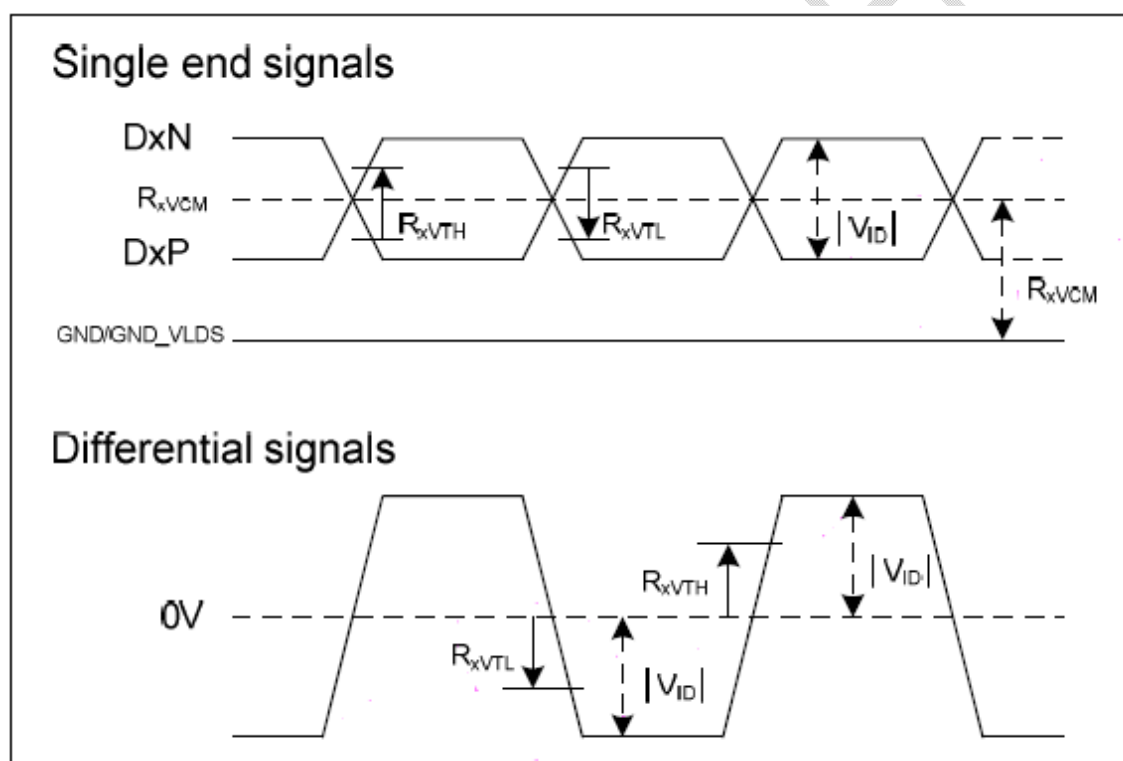 Single end signals
DxN
RxVCM
DxP
RxVTH
RxVTL
|VID|
RxVCM
GND/GND_VLDS
Differential signals
0V
RxVTL
|VID|
RxVTH
|VID|